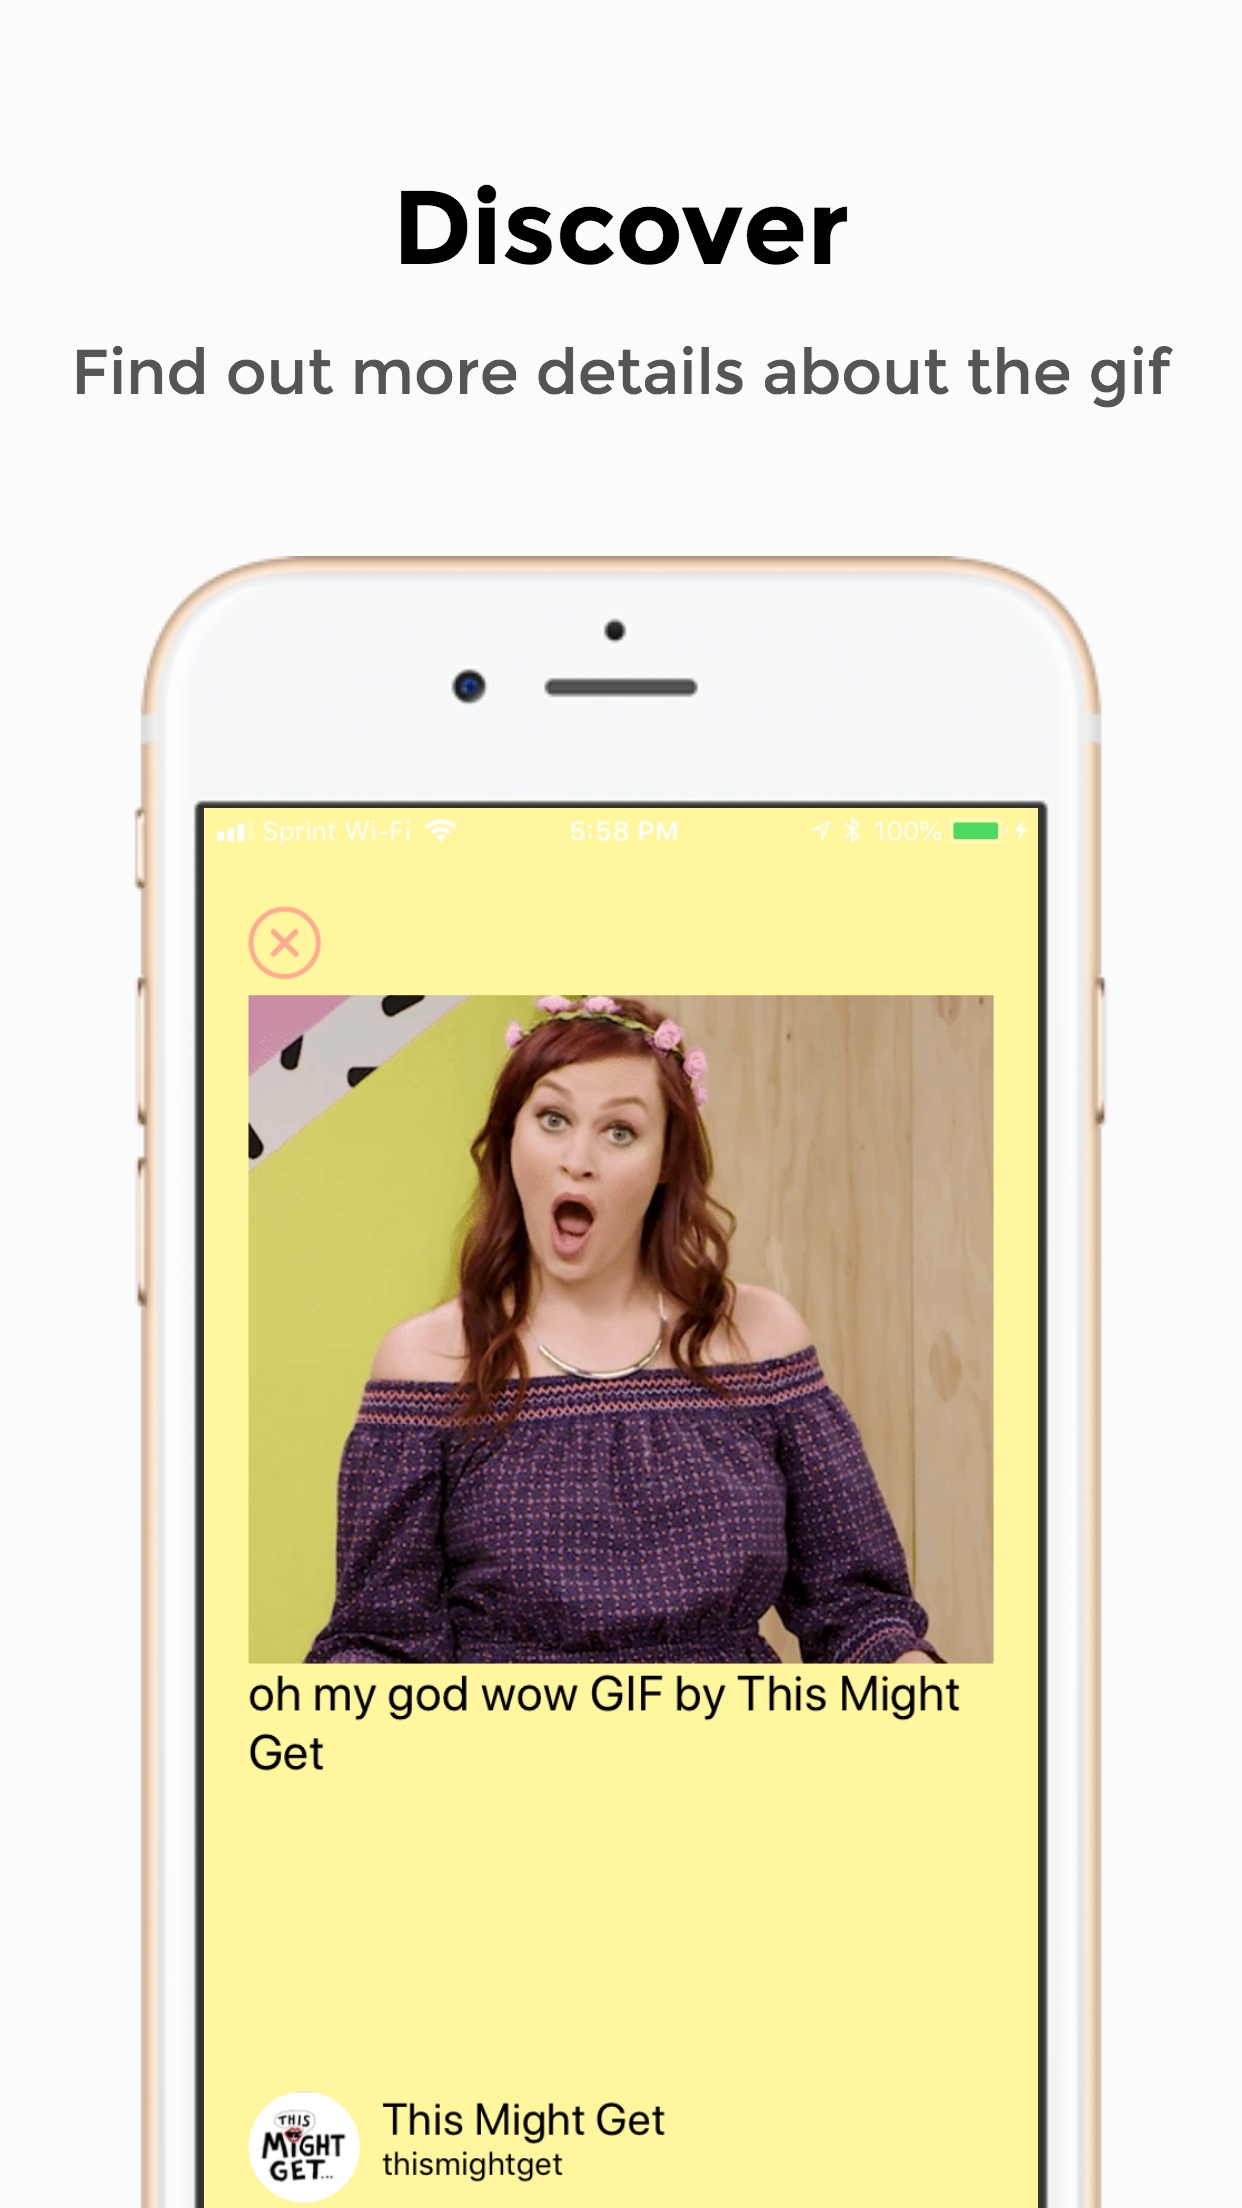 Discover
Find out more details about the gif
Sprint Wi-Fi 5:58 PM 100%
oh my god wow GIF by This Might
Get
THIS
MIGHT
GET...
This Might Get
thismightget